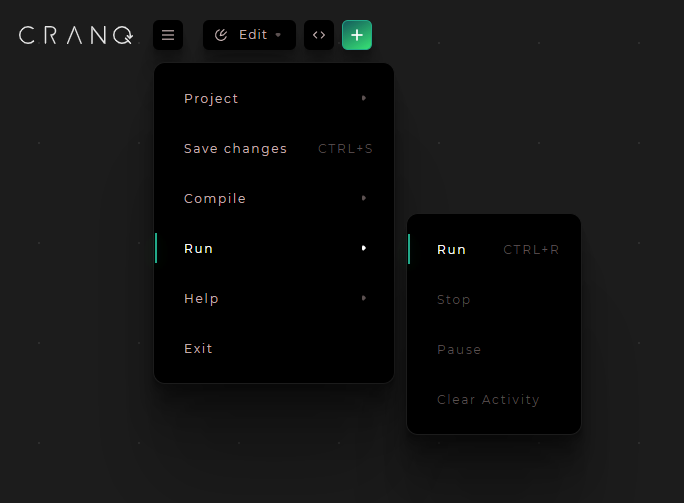 CRANQ
Edit
Project
Save changes CTRL+S
Compile
Run
Help
Exit
Run CTRL+R
Stop
Pause
Clear Activity